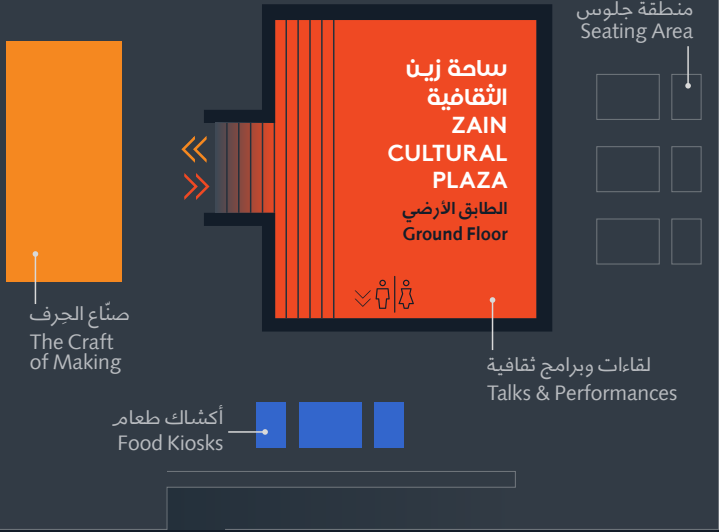 منطقة جلوس
Seating Area
ساحة زين
الثقافية
ZAIN
CULTURAL
PLAZA
الطابق الأرضي
Ground Floor
صنّاع الحِرف
The Craft
of Making
لقاءات وبرامج ثقافية
Talks & Performances
أكشاك طعام
Food Kiosks